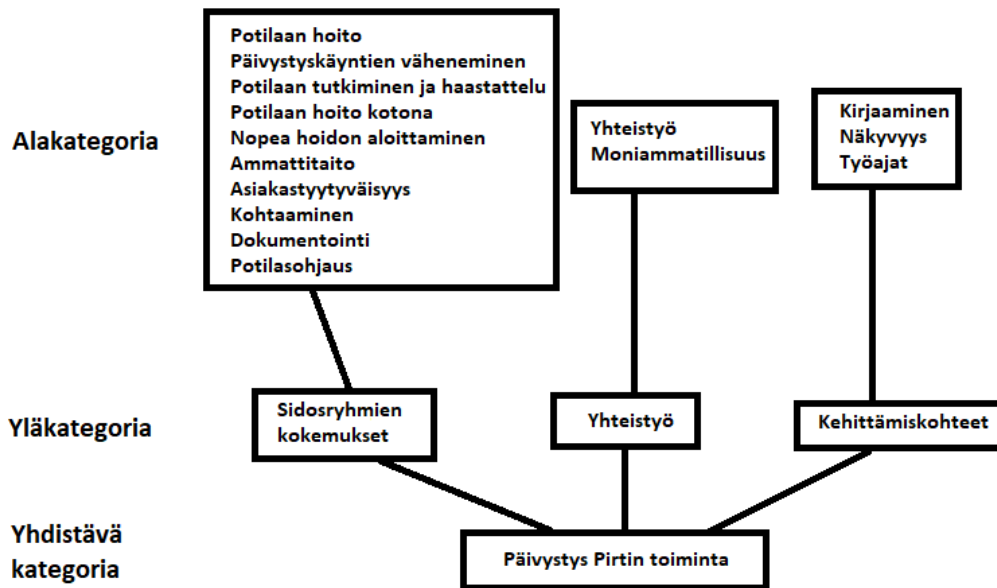 Alakategoria
Potilaan hoito
Päivystyskäyntien väheneminen
Potilaan tutkiminen ja haastattelu
Potilaan hoito kotona
Nopea hoidon aloittaminen
Ammattitaito
Asiakastyytyväisyys
Kohtaaminen
Dokumentointi
Potilasohjaus
Yhteistyö
Moniammatillisuus
Kirjaaminen
Näkyvyys
Työajat
Yläkategoria
Sidosryhmien
kokemukset
Yhteistyö
Kehittämiskohteet
Yhdistävä
kategoria
Päivystys Pirtin toiminta